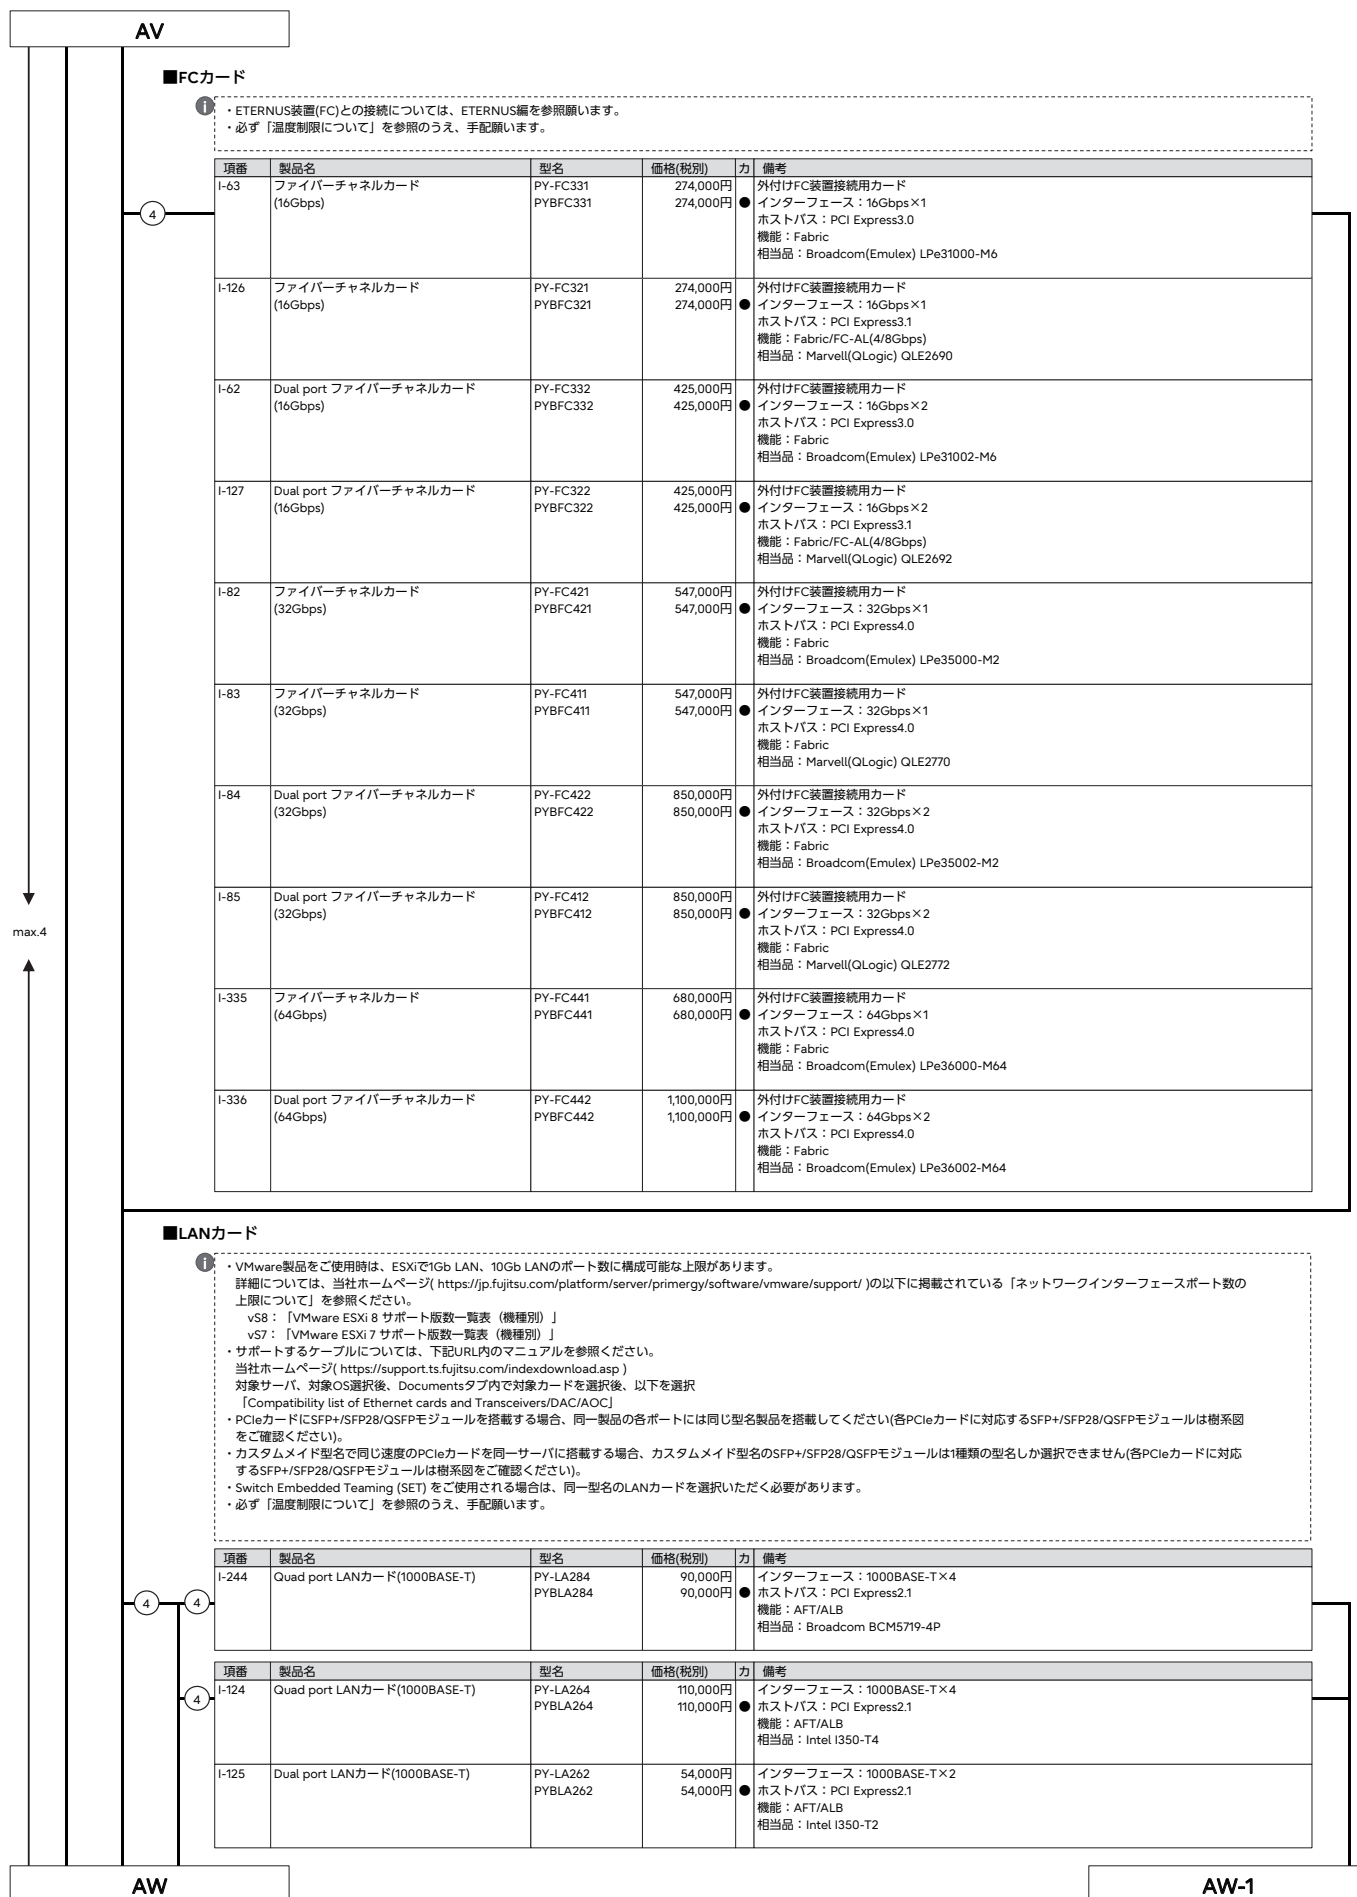 AV
■FCカード
・ETERNUS装置(FC)との接続については、ETERNUS編を参照願います。
・必ず「温度制限について」を参照のうえ、手配願います。
項番 製品名 型名 価格(税別) カ 備考
I-63 ファイバーチャネルカード PY-FC331 274,000円 外付けFC装置接続用カード
(16Gbps) PYBFC331 274,000円 ● インターフェース：16Gbps×1
ホストバス：PCI Express3.0
④
機能：Fabric
相当品：Broadcom(Emulex) LPe31000-M6
I-126 ファイバーチャネルカード PY-FC321 274,000円 外付けFC装置接続用カード
(16Gbps) PYBFC321 274,000円 ● インターフェース：16Gbps×1
ホストバス：PCI Express3.1
機能：Fabric/FC-AL(4/8Gbps)
相当品：Marvell(QLogic) QLE2690
I-62 Dual port ファイバーチャネルカード PY-FC332 425,000円 外付けFC装置接続用カード
(16Gbps) PYBFC332 425,000円 ● インターフェース：16Gbps×2
ホストバス：PCI Express3.0
機能：Fabric
相当品：Broadcom(Emulex) LPe31002-M6
I-127 Dual port ファイバーチャネルカード PY-FC322 425,000円 外付けFC装置接続用カード
(16Gbps) PYBFC322 425,000円 ● インターフェース：16Gbps×2
ホストバス：PCI Express3.1
機能：Fabric/FC-AL(4/8Gbps)
相当品：Marvell(QLogic) QLE2692
I-82 ファイバーチャネルカード PY-FC421 547,000円 外付けFC装置接続用カード
(32Gbps) PYBFC421 547,000円 ● インターフェース：32Gbps×1
ホストバス：PCI Express4.0
機能：Fabric
相当品：Broadcom(Emulex) LPe35000-M2
I-83 ファイバーチャネルカード PY-FC411 547,000円 外付けFC装置接続用カード
(32Gbps) PYBFC411 547,000円 ● インターフェース：32Gbps×1
ホストバス：PCI Express4.0
機能：Fabric
相当品：Marvell(QLogic) QLE2770
I-84 Dual port ファイバーチャネルカード PY-FC422 850,000円 外付けFC装置接続用カード
(32Gbps) PYBFC422 850,000円 ● インターフェース：32Gbps×2
ホストバス：PCI Express4.0
機能：Fabric
相当品：Broadcom(Emulex) LPe35002-M2
I-85 Dual port ファイバーチャネルカード PY-FC412 850,000円 外付けFC装置接続用カード
(32Gbps) PYBFC412 850,000円 ● インターフェース：32Gbps×2
ホストバス：PCI Express4.0
max.4
機能：Fabric
相当品：Marvell(QLogic) QLE2772
I-335 ファイバーチャネルカード PY-FC441 680,000円 外付けFC装置接続用カード
(64Gbps) PYBFC441 680,000円 ● インターフェース：64Gbps×1
ホストバス：PCI Express4.0
機能：Fabric
相当品：Broadcom(Emulex) LPe36000-M64
I-336 Dual port ファイバーチャネルカード PY-FC442 1,100,000円 外付けFC装置接続用カード
(64Gbps) PYBFC442 1,100,000円 ● インターフェース：64Gbps×2
ホストバス：PCI Express4.0
機能：Fabric
相当品：Broadcom(Emulex) LPe36002-M64
■LANカード
・VMware製品をご使用時は、ESXiで1Gb LAN、10Gb LANのポート数に構成可能な上限があります。
詳細については、当社ホームページ( https://jp.fujitsu.com/platform/server/primergy/software/vmware/support/ )の以下に掲載されている「ネットワークインターフェースポート数の
上限について」を参照ください。
vS8：「VMware ESXi 8 サポート版数一覧表（機種別）」
vS7：「VMware ESXi 7 サポート版数一覧表（機種別）」
・サポートするケーブルについては、下記URL内のマニュアルを参照ください。
当社ホームページ( https://support.ts.fujitsu.com/indexdownload.asp )
対象サーバ、対象OS選択後、Documentsタブ内で対象カードを選択後、以下を選択
「Compatibility list of Ethernet cards and Transceivers/DAC/AOC」
・PCIeカードにSFP+/SFP28/QSFPモジュールを搭載する場合、同一製品の各ポートには同じ型名製品を搭載してください(各PCIeカードに対応するSFP+/SFP28/QSFPモジュールは樹系図
をご確認ください)。
・カスタムメイド型名で同じ速度のPCIeカードを同一サーバに搭載する場合、カスタムメイド型名のSFP+/SFP28/QSFPモジュールは1種類の型名しか選択できません(各PCIeカードに対応
するSFP+/SFP28/QSFPモジュールは樹系図をご確認ください)。
・Switch Embedded Teaming (SET) をご使用される場合は、同一型名のLANカードを選択いただく必要があります。
・必ず「温度制限について」を参照のうえ、手配願います。
項番 製品名 型名 価格(税別) カ 備考
I-244 Quad port LANカード(1000BASE-T) PY-LA284 90,000円 インターフェース：1000BASE-T×4
PYBLA284 90,000円 ● ホストバス：PCI Express2.1
④ ④ 機能：AFT/ALB
相当品：Broadcom BCM5719-4P
項番 製品名 型名 価格(税別) カ 備考
I-124 Quad port LANカード(1000BASE-T) PY-LA264 110,000円 インターフェース：1000BASE-T×4
④ PYBLA264 110,000円 ● ホストバス：PCI Express2.1
機能：AFT/ALB
相当品：Intel I350-T4
I-125 Dual port LANカード(1000BASE-T) PY-LA262 54,000円 インターフェース：1000BASE-T×2
PYBLA262 54,000円 ● ホストバス：PCI Express2.1
機能：AFT/ALB
相当品：Intel I350-T2
AW AW-1